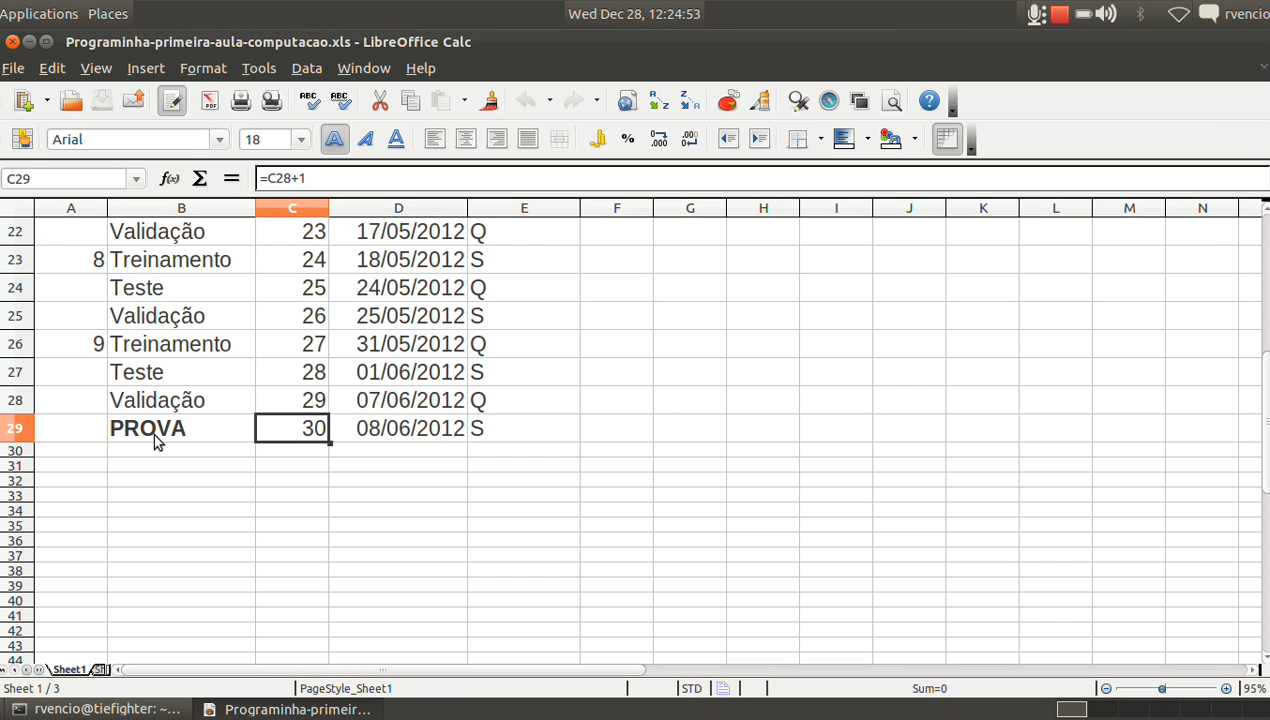 Applications Places Wed Dec 28, 12:24:53 rvencio
Programinha-primeira-aula-computacao.xls - LibreOffice Calc
File Edit View Insert Format Tools Data Window Help
Arial 18
C29 =C28+1
A B C D E F G H I J K L M N
22 Validação 23 17/05/2012 Q
23 8 Treinamento 24 18/05/2012 S
24 Teste 25 24/05/2012 Q
25 Validação 26 25/05/2012 S
26 9 Treinamento 27 31/05/2012 Q
27 Teste 28 01/06/2012 S
28 Validação 29 07/06/2012 Q
29 PROVA 30 08/06/2012 S
30
31
32
33
34
35
36
37
38
39
40
41
42
43
44
Sheet1
Sheet 1 / 3 PageStyle_Sheet1 STD Sum=0 95%
rvencio@tiefighter: ~... Programinha-primeir...